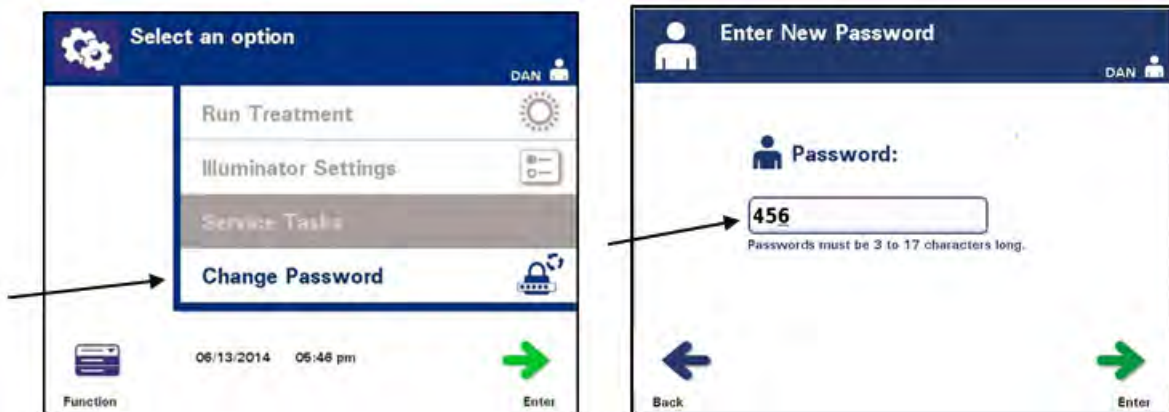 Select an option
DAN
Run Treatment
Illuminator Settings
Service Tasks
Change Password
06/13/2014 05:46 pm
Function
Enter
Enter New Password
DAN
Password:
456
Passwords must be 3 to 17 characters long.
Back
Enter